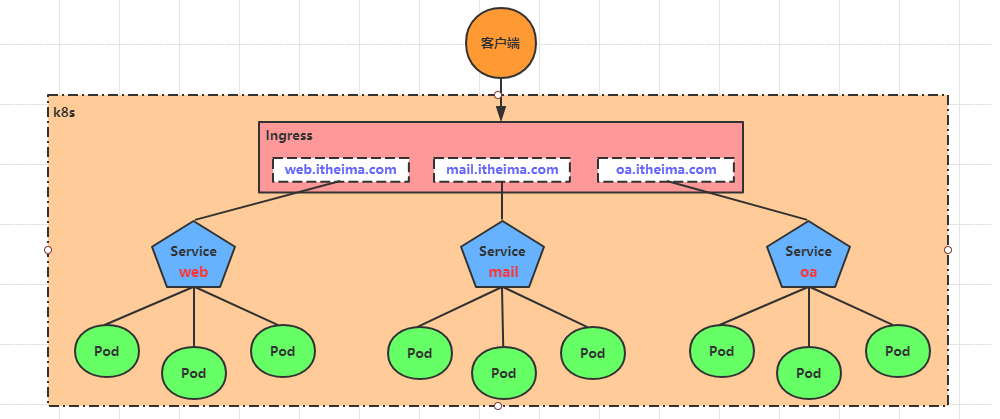 客户端
k8s
Ingress
web.itheima.com
mail.itheima.com
oa.itheima.com
Service
web
Service
mail
Service
oa
Pod
Pod
Pod
Pod
Pod
Pod
Pod
Pod
Pod